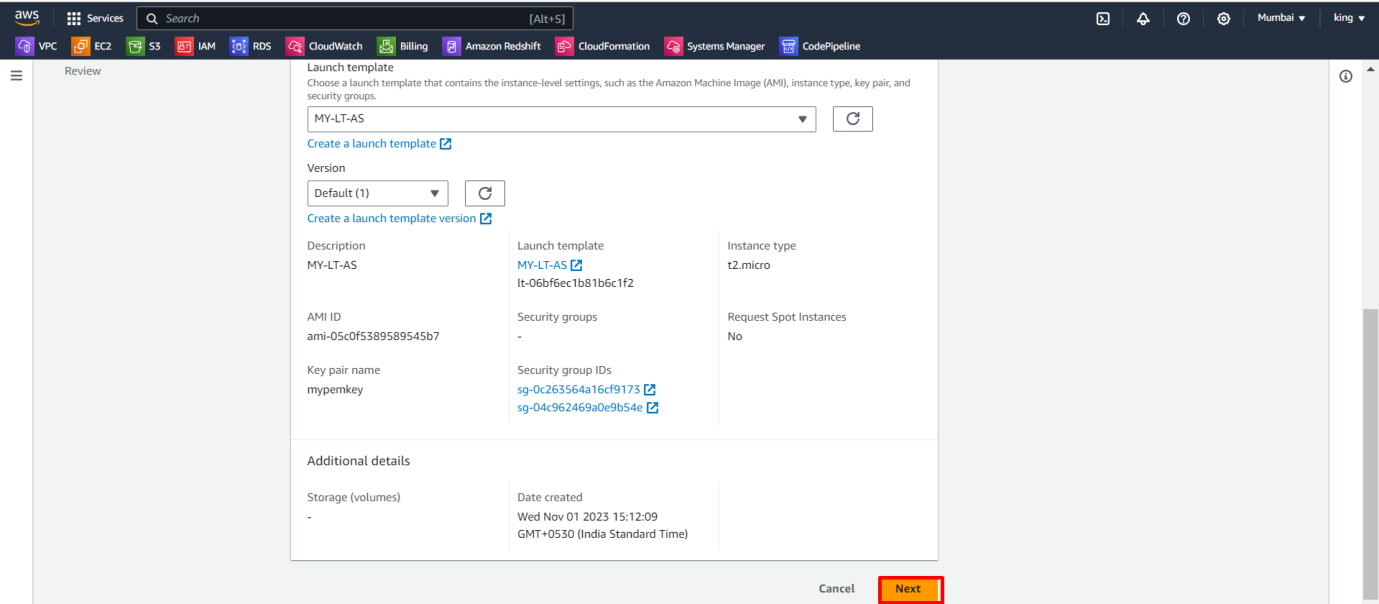 aws
Services
Search
[Alt+S]
Mumbai
king
VPC
EC2
S3
IAM
RDS
CloudWatch
Billing
Amazon Redshift
CloudFormation
Systems Manager
CodePipeline
Review
Launch template
Choose a launch template that contains the instance-level settings, such as the Amazon Machine Image (AMI), instance type, key pair, and
security groups.
MY-LT-AS
Create a launch template
Version
Default (1)
Create a launch template version
Description
MY-LT-AS
Launch template
MY-LT-AS
lt-06bf6ec1b81b6c1f2
Instance type
t2.micro
AMI ID
ami-05c0f5389589545b7
Security groups
-
Request Spot Instances
No
Key pair name
mypemkey
Security group IDs
sg-0c263564a16cf9173
sg-04c962469a0e9b54e
Additional details
Storage (volumes)
-
Date created
Wed Nov 01 2023 15:12:09
GMT+0530 (India Standard Time)
Cancel
Next